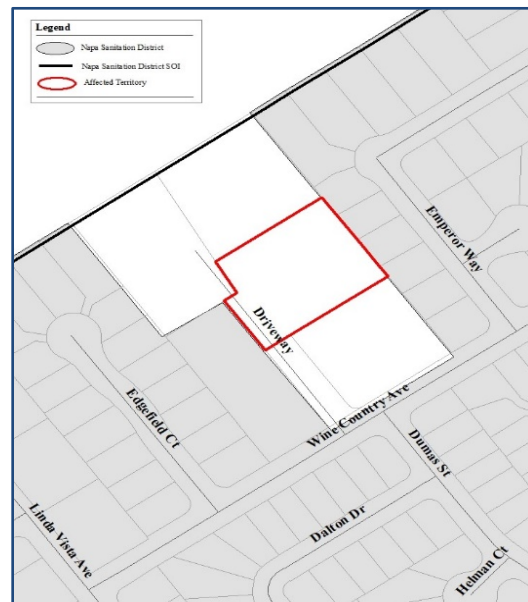 Legend
Napa Sanitation District
Napa Sanitation District SOI
Affected Territory
Emperor Way
Driveway
Edgefield Ct
Wine Country Ave
Dumas St
Linda Vista Ave
Dalton Dr
Helman Ct